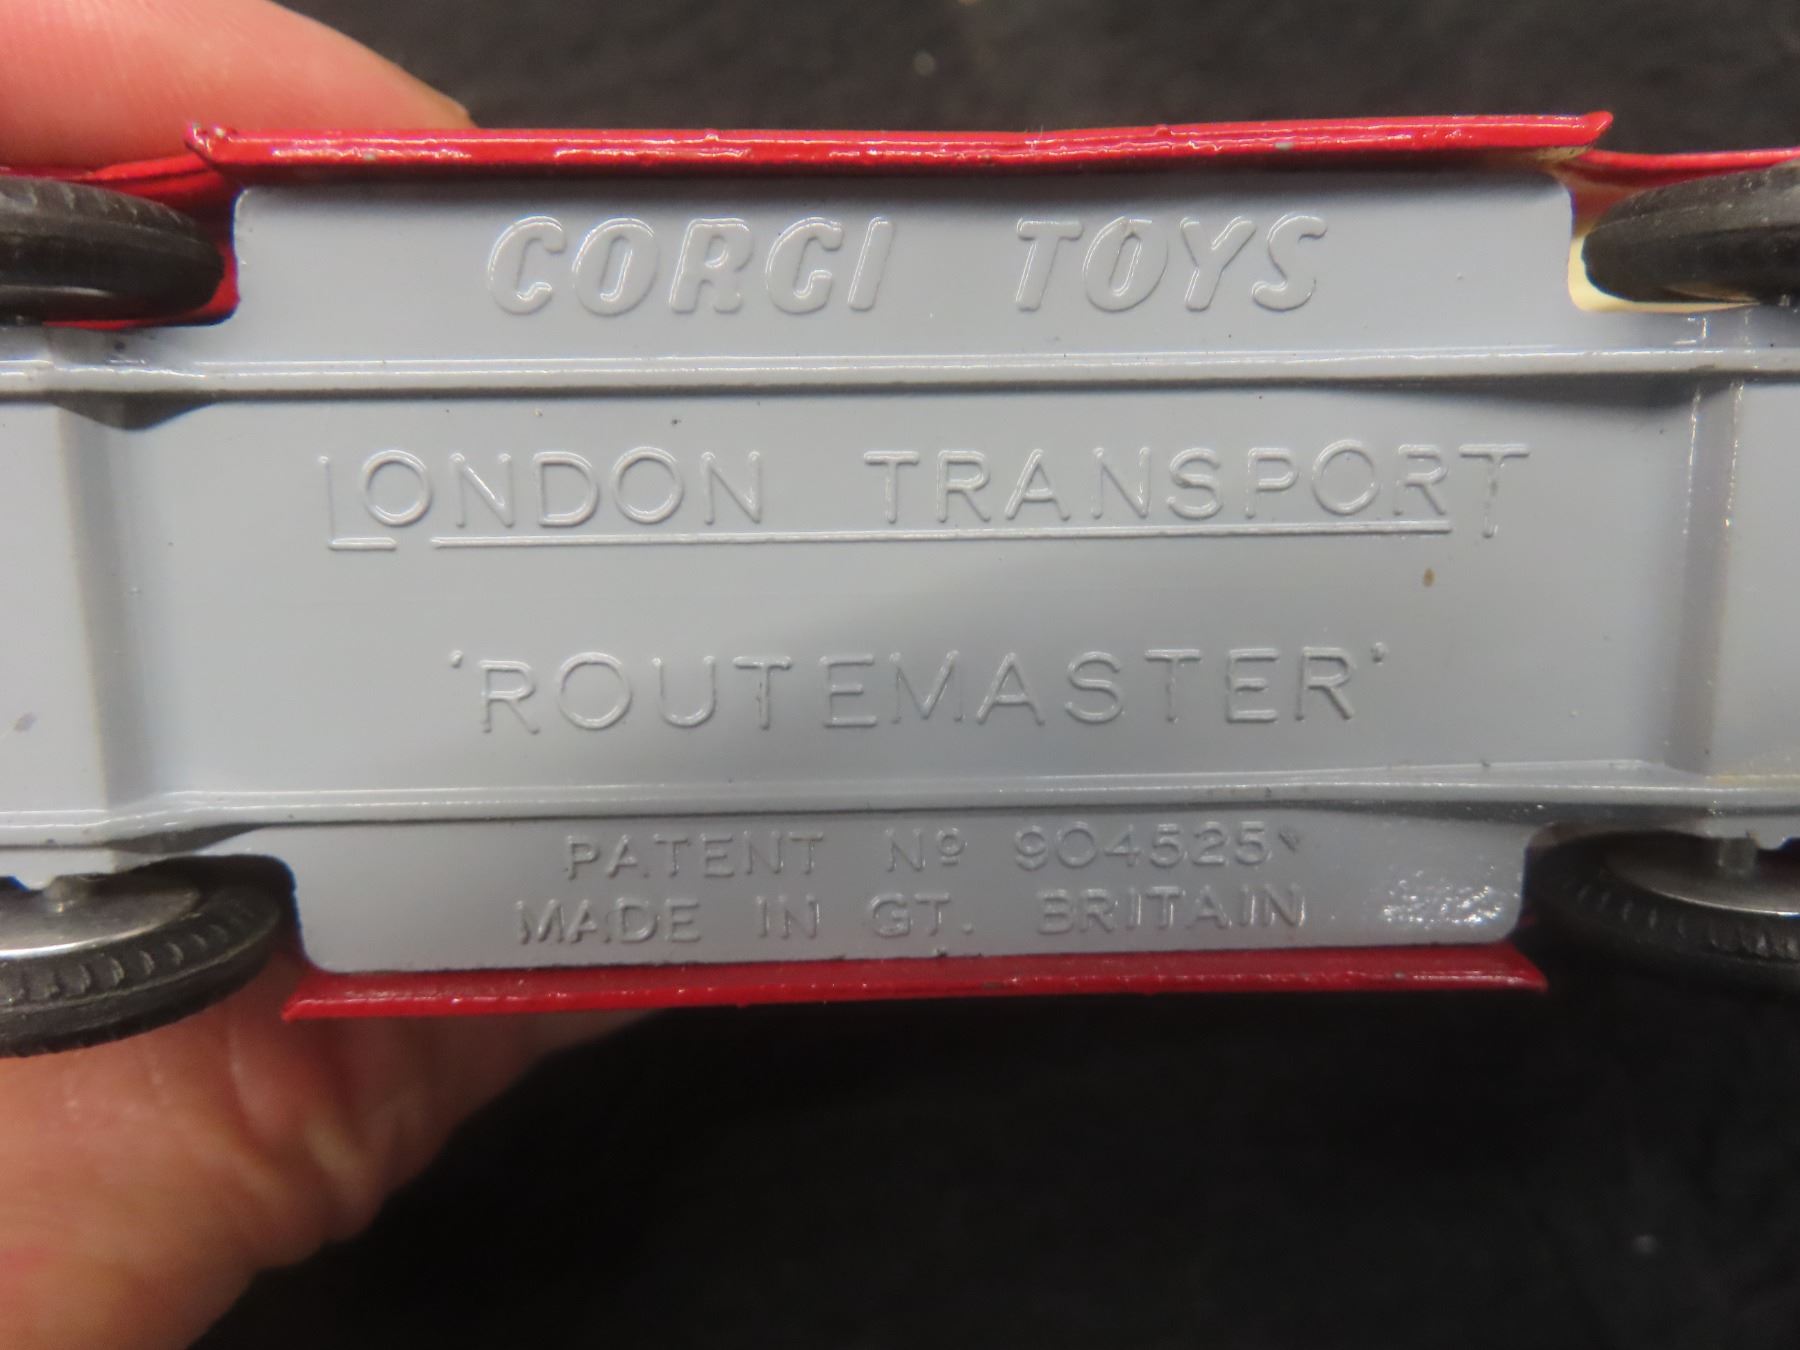 CORGI TOYS
LONDON TRANSPORT
'ROUTEMASTER'
PATENT Nº 904525
MADE IN GT. BRITAIN